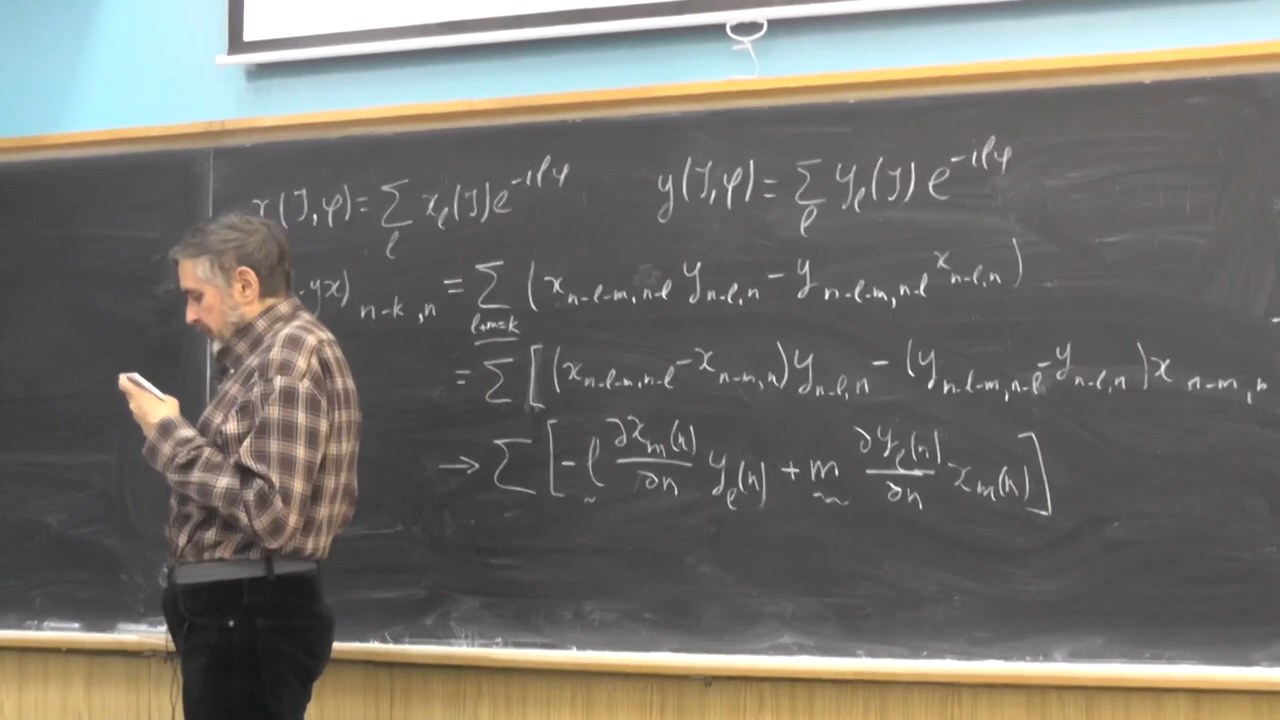 x(J,φ)= ∑_ℓ x_ℓ(J)e^{-iℓφ} y(J,φ)= ∑_ℓ y_ℓ(J) e^{-iℓφ}
-yx)_{n-k,n} = ∑_{ℓ+m=k} (x_{n-ℓ-m,n-ℓ} y_{n-ℓ,n} - y_{n-ℓ-m,n-ℓ} x_{n-ℓ,n})
= ∑ [(x_{n-ℓ-m,n-ℓ} - x_{n-m,n}) y_{n-ℓ,n} - (y_{n-ℓ-m,n-ℓ} - y_{n-ℓ,n}) x_{n-m,n}
→ ∑ [-ℓ ∂x_m(n)/∂n y_ℓ(n) + m ∂y_ℓ(n)/∂n x_m(n)]